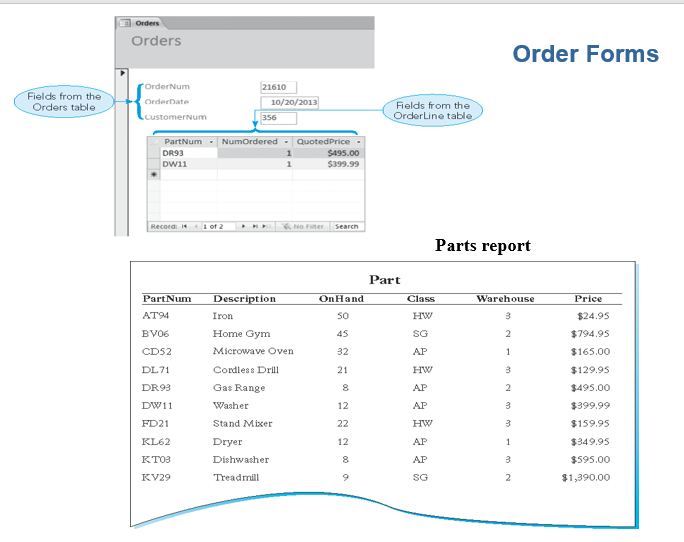 Orders
Orders
Order Forms
Fields from the
Orders table
OrderNum 21610
OrderDate 10/20/2013
CustomerNum 356
Fields from the
OrderLine table
PartNum NumOrdered QuotedPrice
DR93 1 $495.00
DW11 1 $399.99
Record: 1 of 2 No Filter Search
Parts report
Part
PartNum Description OnHand Class Warehouse Price
AT94 Iron 50 HW 3 $24.95
BV06 Home Gym 45 SG 2 $794.95
CD52 Microwave Oven 32 AP 1 $165.00
DL71 Cordless Drill 21 HW 3 $129.95
DR93 Gas Range 8 AP 2 $495.00
DW11 Washer 12 AP 3 $399.99
FD21 Stand Mixer 22 HW 3 $159.95
KL62 Dryer 12 AP 1 $349.95
KT03 Dishwasher 8 AP 3 $595.00
KV29 Treadmill 9 SG 2 $1,390.00